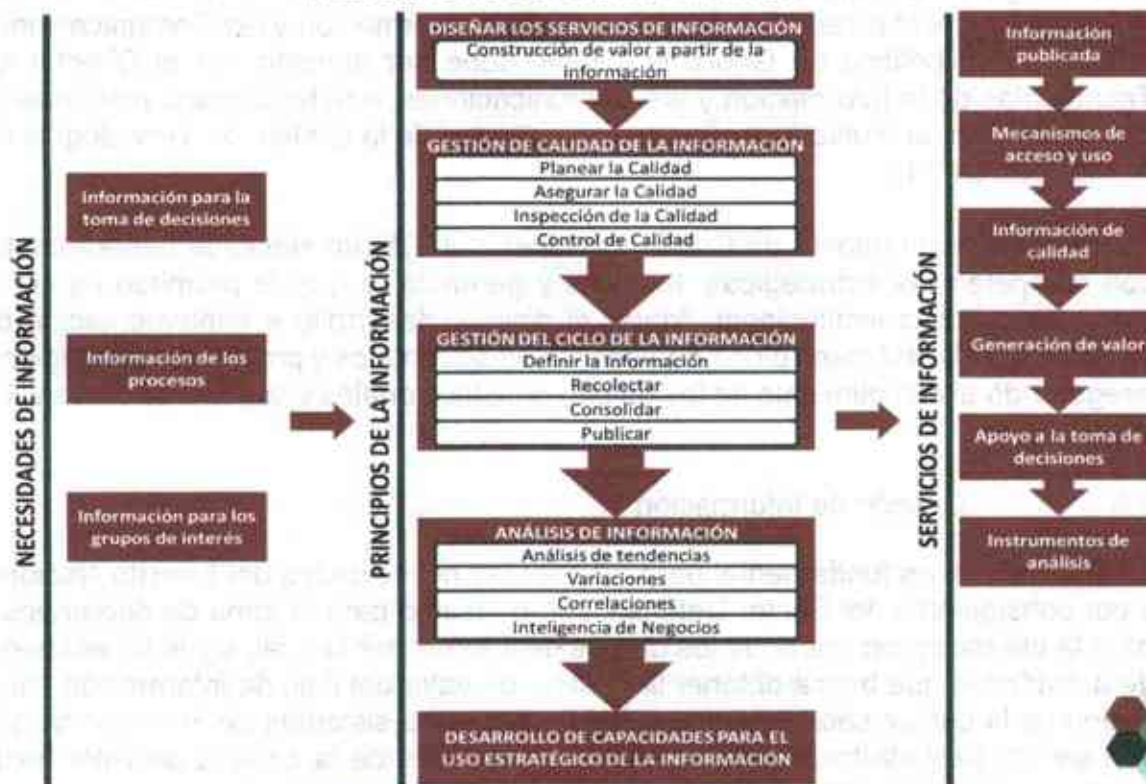 NECESIDADES DE INFORMACIÓN
Información para la
toma de decisiones
Información de los
procesos
Información para los
grupos de interés
PRINCIPIOS DE LA INFORMACIÓN
DISEÑAR LOS SERVICIOS DE INFORMACIÓN
Construcción de valor a partir de la
información
GESTIÓN DE CALIDAD DE LA INFORMACIÓN
Planear la Calidad
Asegurar la Calidad
Inspección de la Calidad
Control de Calidad
GESTIÓN DEL CICLO DE LA INFORMACIÓN
Definir la Información
Recolectar
Consolidar
Publicar
ANÁLISIS DE INFORMACIÓN
Análisis de tendencias
Variaciones
Correlaciones
Inteligencia de Negocios
DESARROLLO DE CAPACIDADES PARA EL
USO ESTRATÉGICO DE LA INFORMACIÓN
SERVICIOS DE INFORMACIÓN
Información
publicada
Mecanismos de
acceso y uso
Información de
calidad
Generación de valor
Apoyo a la toma de
decisiones
Instrumentos de
análisis